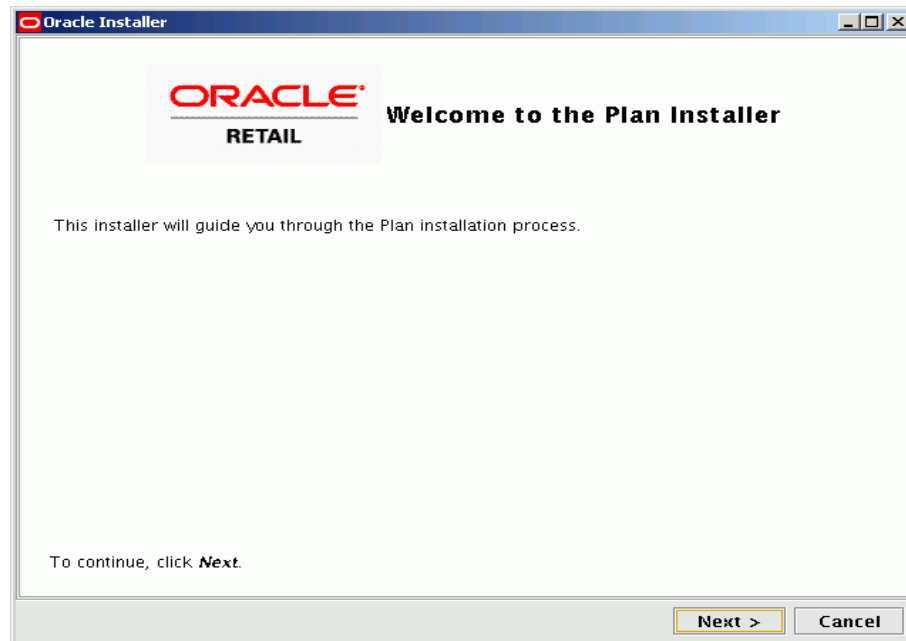 Oracle Installer
ORACLE
RETAIL
Welcome to the Plan Installer
This installer will guide you through the Plan installation process.
To continue, click Next.
Next >
Cancel